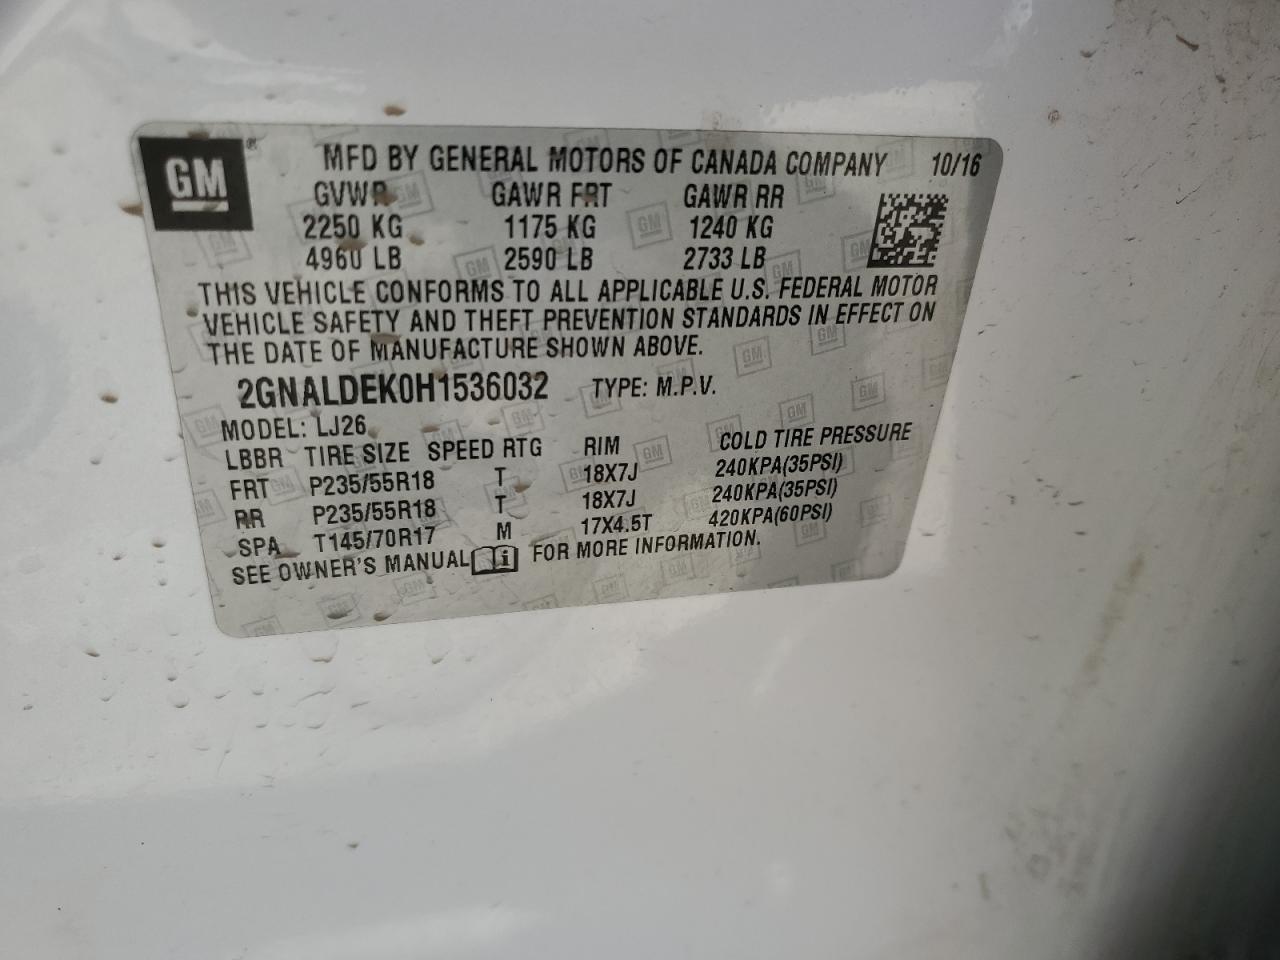 GM ® MFD BY GENERAL MOTORS OF CANADA COMPANY 10/16
GVWR GAWR FRT GAWR RR
2250 KG 1175 KG 1240 KG
4960 LB 2590 LB 2733 LB
THIS VEHICLE CONFORMS TO ALL APPLICABLE U.S. FEDERAL MOTOR
VEHICLE SAFETY AND THEFT PREVENTION STANDARDS IN EFFECT ON
THE DATE OF MANUFACTURE SHOWN ABOVE.
2GNALDEK0H1536032 TYPE: M.P.V.
MODEL: LJ26
LBBR TIRE SIZE SPEED RTG RIM COLD TIRE PRESSURE
FRT P235/55R18 T 18X7J 240KPA(35PSI)
RR P235/55R18 T 18X7J 240KPA(35PSI)
SPA T145/70R17 M 17X4.5T 420KPA(60PSI)
SEE OWNER'S MANUAL i FOR MORE INFORMATION.